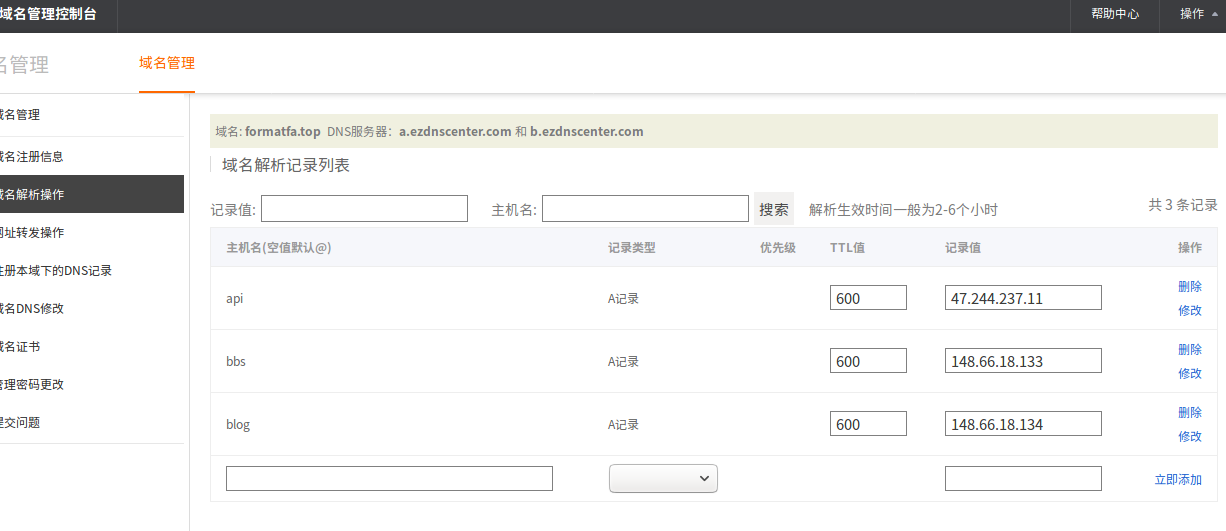 域名管理控制台
帮助中心
操作
名管理
域名管理
域名管理
域名注册信息
域名解析操作
网址转发操作
注册本域下的DNS记录
域名DNS修改
域名证书
管理密码更改
提交问题
域名: formatfa.top DNS服务器: a.ezdnscenter.com 和 b.ezdnscenter.com
域名解析记录列表
记录值: 主机名: 搜索 解析生效时间一般为2-6个小时
共 3 条记录
主机名(空值默认@) 记录类型 优先级 TTL值 记录值 操作
api A记录 600 47.244.237.11 删除
修改
bbs A记录 600 148.66.18.133 删除
修改
blog A记录 600 148.66.18.134 删除
修改
立即添加